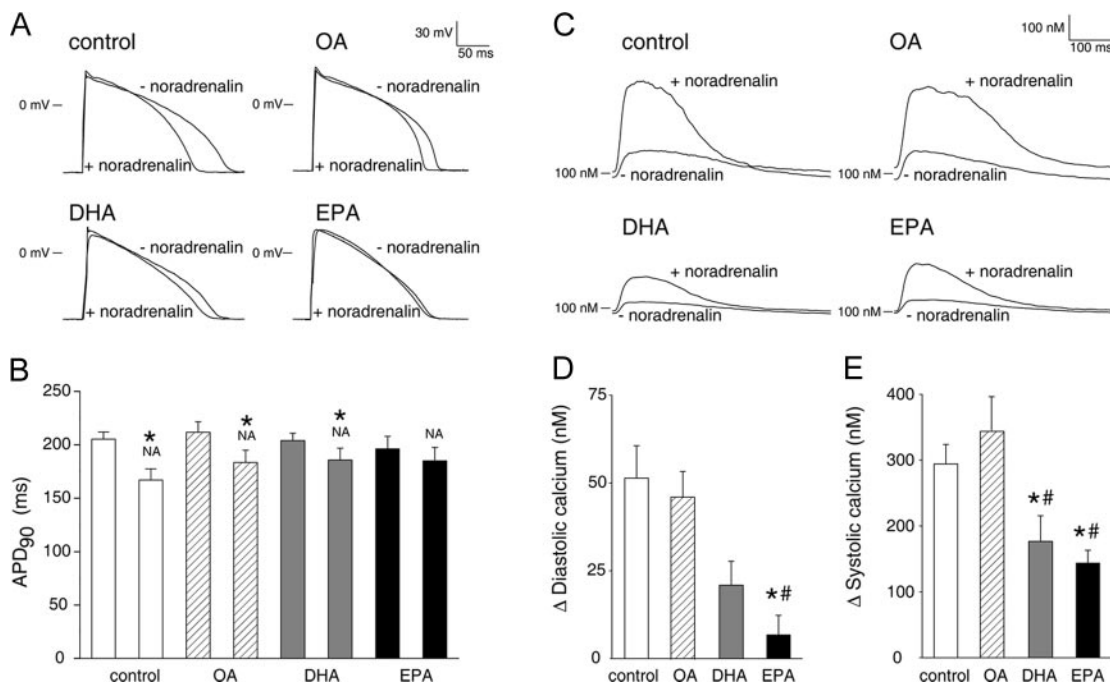 A
control
OA
30 mV
50 ms
- noradrenalin
- noradrenalin
0 mV
0 mV
+ noradrenalin
+ noradrenalin
DHA
EPA
- noradrenalin
- noradrenalin
0 mV
0 mV
+ noradrenalin
+ noradrenalin
C
control
OA
100 nM
100 ms
+ noradrenalin
+ noradrenalin
100 nM
- noradrenalin
100 nM
- noradrenalin
DHA
EPA
+ noradrenalin
+ noradrenalin
100 nM
- noradrenalin
100 nM
- noradrenalin
B
APD90 (ms)
250
200
150
100
50
0
*
NA
*
NA
*
NA
NA
control OA DHA EPA
D
Δ Diastolic calcium (nM)
75
50
25
0
*#
control OA DHA EPA
E
Δ Systolic calcium (nM)
400
300
200
100
0
*#
*#
control OA DHA EPA